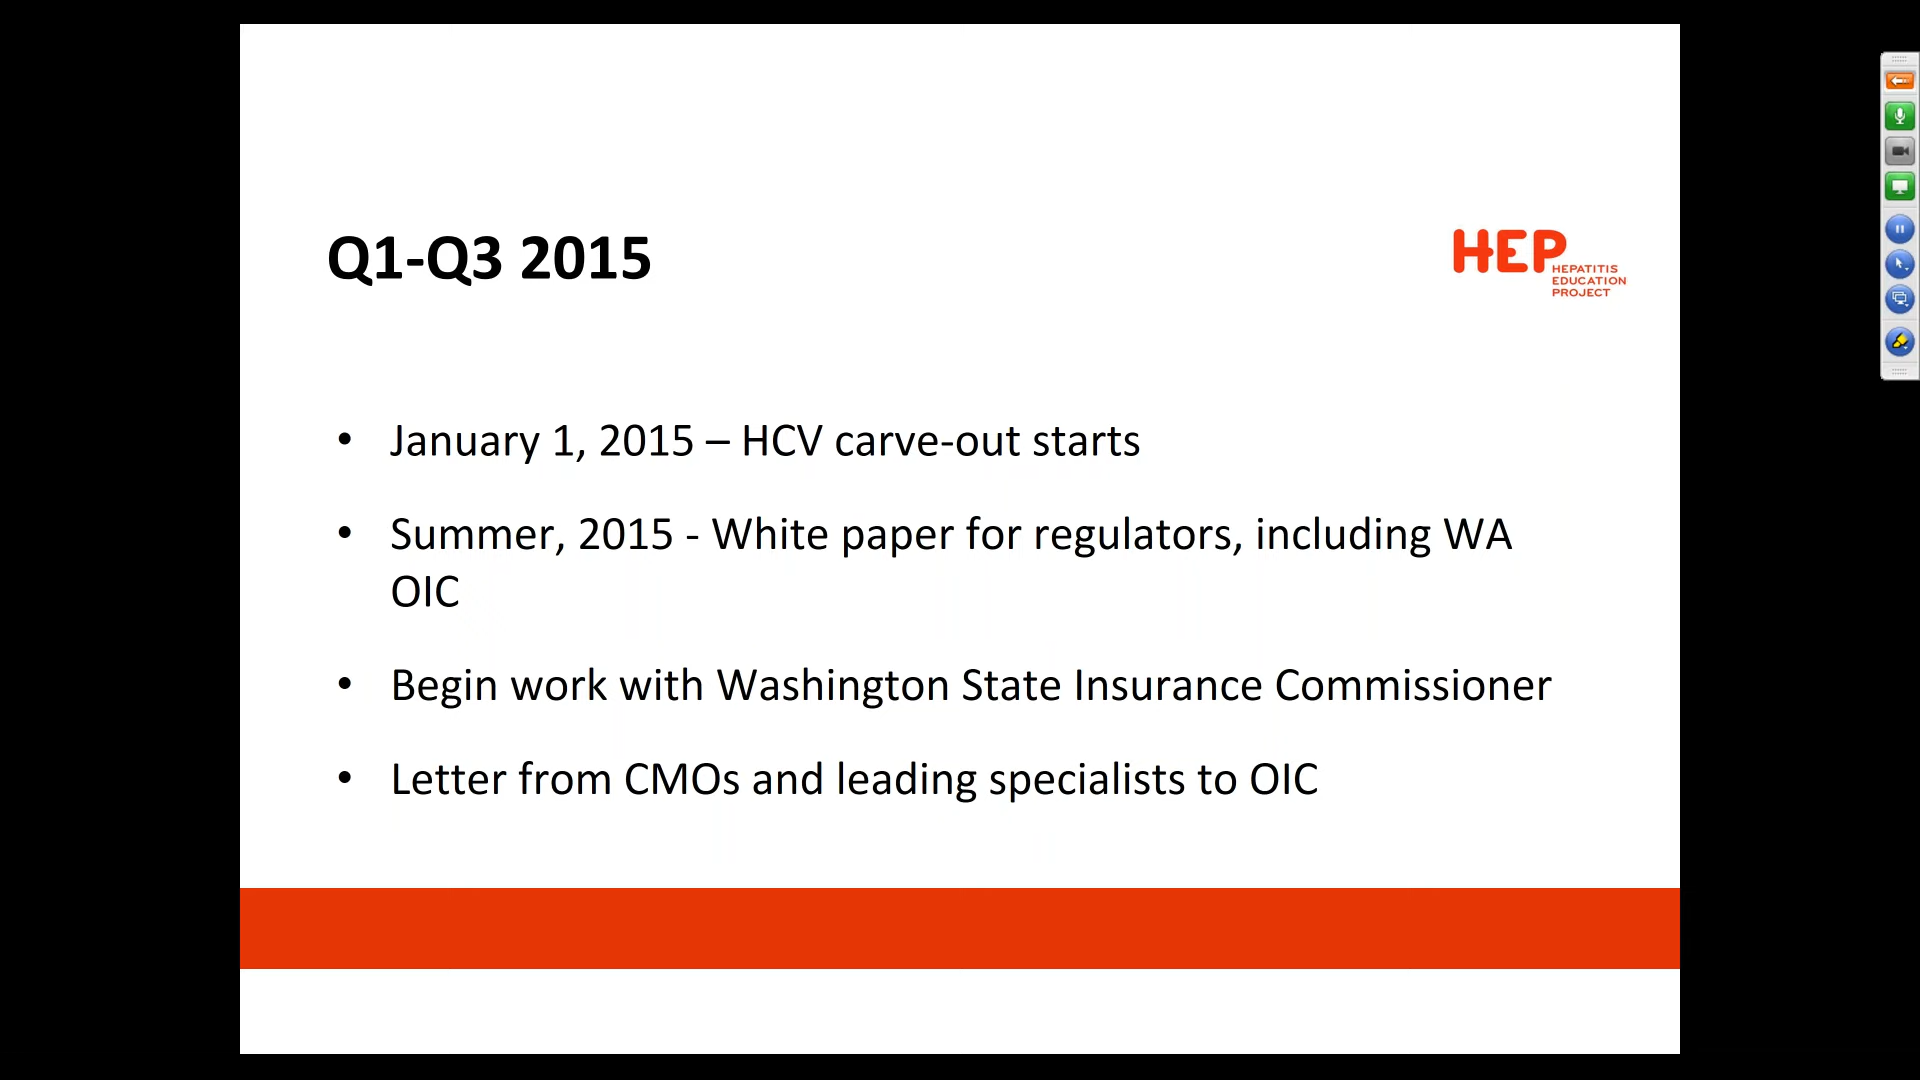 Q1-Q3 2015
HEP
HEPATITIS
EDUCATION
PROJECT
• January 1, 2015 – HCV carve-out starts
• Summer, 2015 - White paper for regulators, including WA
OIC
• Begin work with Washington State Insurance Commissioner
• Letter from CMOs and leading specialists to OIC